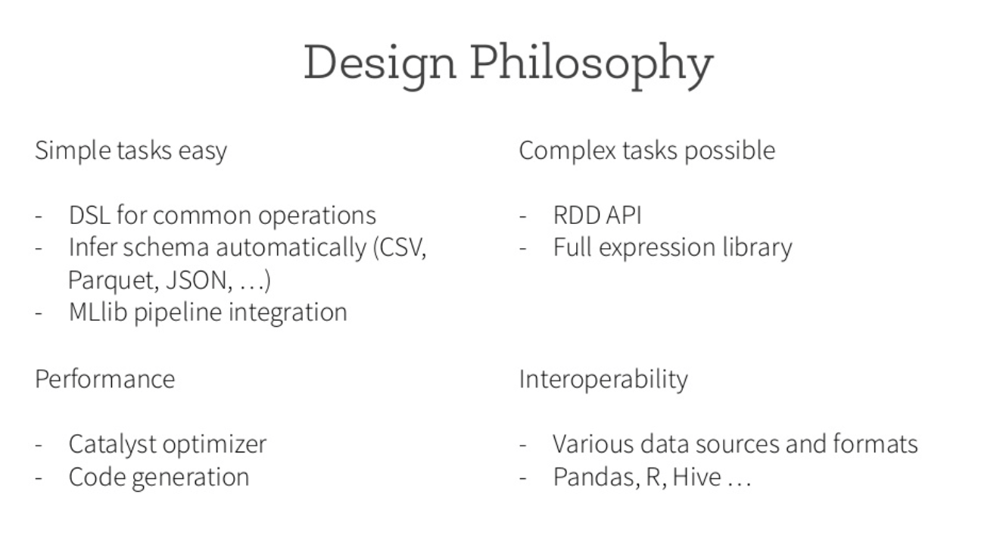 Design Philosophy
Simple tasks easy
- DSL for common operations
- Infer schema automatically (CSV,
Parquet, JSON, …)
- MLlib pipeline integration
Complex tasks possible
- RDD API
- Full expression library
Performance
- Catalyst optimizer
- Code generation
Interoperability
- Various data sources and formats
- Pandas, R, Hive …